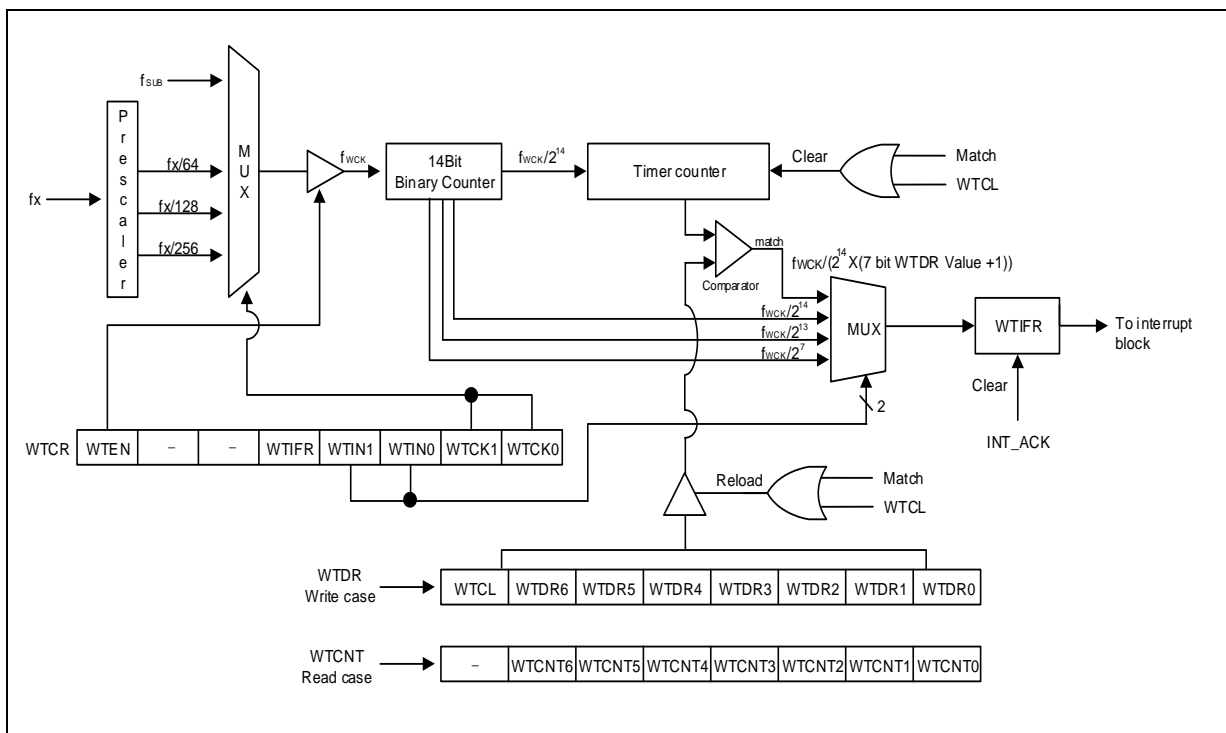 fSUB
Prescaler
fx
fx/64
fx/128
fx/256
MUX
fWCK
14Bit
Binary Counter
fWCK/2^14
Timer counter
Clear
Match
WTCL
match
Comparator
fWCK/(2^14 X(7 bit WTDR Value +1))
fWCK/2^14
fWCK/2^13
fWCK/2^7
MUX
2
WTIFR
To interrupt
block
Clear
INT_ACK
WTCR WTEN – – WTIFR WTIN1 WTIN0 WTCK1 WTCK0
Reload
Match
WTCL
WTDR
Write case
WTCL WTDR6 WTDR5 WTDR4 WTDR3 WTDR2 WTDR1 WTDR0
WTCNT
Read case
– WTCNT6 WTCNT5 WTCNT4 WTCNT3 WTCNT2 WTCNT1 WTCNT0